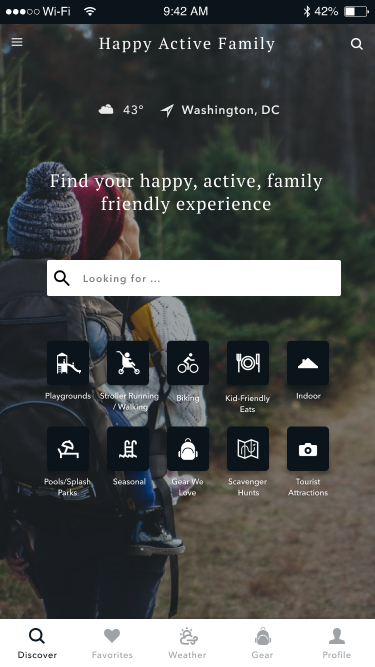 Wi-Fi 9:42 AM 42%
Happy Active Family
43° Washington, DC
Find your happy, active, family
friendly experience
Looking for ...
Playgrounds
Stroller Running
/ Walking
Biking
Kid-Friendly
Eats
Indoor
Pools/Splash
Parks
Seasonal
Gear We
Love
Scavenger
Hunts
Tourist
Attractions
Discover Favorites Weather Gear Profile